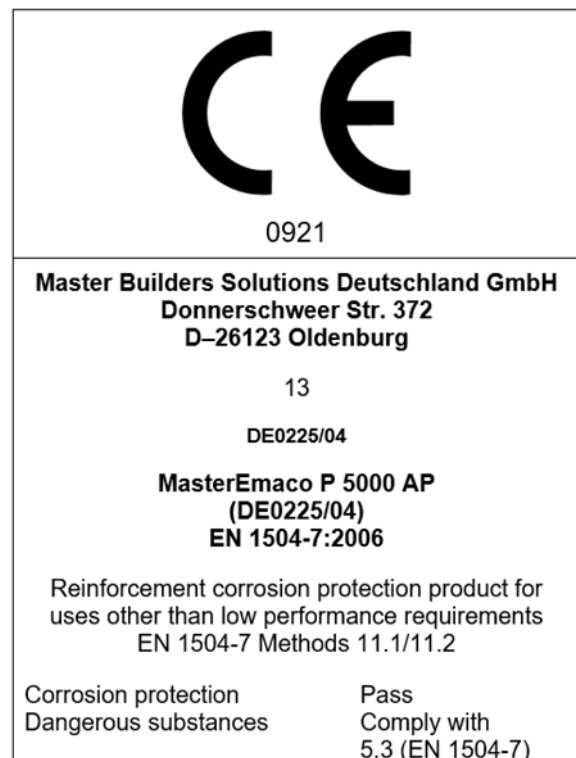 CE
0921
Master Builders Solutions Deutschland GmbH
Donnerschweer Str. 372
D–26123 Oldenburg
13
DE0225/04
MasterEmaco P 5000 AP
(DE0225/04)
EN 1504-7:2006
Reinforcement corrosion protection product for
uses other than low performance requirements
EN 1504-7 Methods 11.1/11.2
Corrosion protection Pass
Dangerous substances Comply with
5.3 (EN 1504-7)